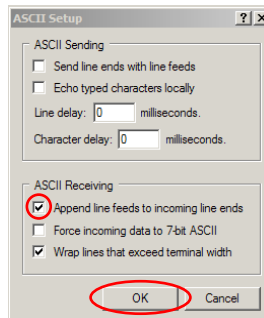 ASCII Setup
ASCII Sending
Send line ends with line feeds
Echo typed characters locally
Line delay: 0 milliseconds.
Character delay: 0 milliseconds.
ASCII Receiving
Append line feeds to incoming line ends
Force incoming data to 7-bit ASCII
Wrap lines that exceed terminal width
OK Cancel